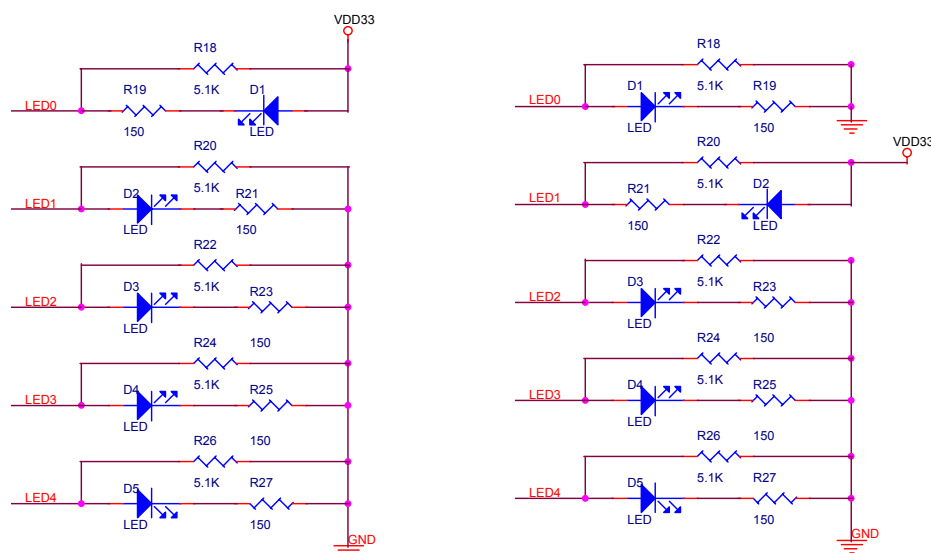 VDD33
R18
5.1K
R19
D1
LED0
150
LED
R20
5.1K
D2
R21
LED1
LED
150
R22
5.1K
D3
R23
LED2
LED
150
R24
5.1K
D4
R25
LED3
LED
150
R26
5.1K
D5
R27
LED4
LED
150
GND
R18
5.1K
D1
R19
LED0
LED
150
VDD33
R20
5.1K
R21
D2
LED1
150
LED
R22
5.1K
D3
R23
LED2
LED
150
R24
5.1K
D4
R25
LED3
LED
150
R26
5.1K
D5
R27
LED4
LED
150
GND